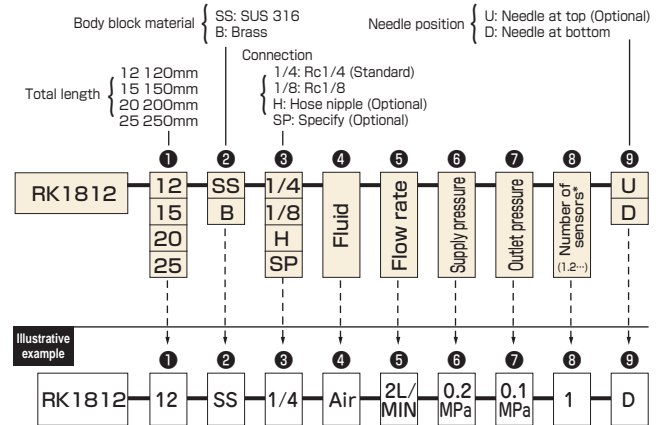 Body block material { SS: SUS 316
B: Brass
Needle position { U: Needle at top (Optional)
D: Needle at bottom
Total length { 12 120mm
15 150mm
20 200mm
25 250mm
Connection
{ 1/4: Rc1/4 (Standard)
1/8: Rc1/8
H: Hose nipple (Optional)
SP: Specify (Optional)
❶ ❷ ❸ ❹ ❺ ❻ ❼ ❽ ❾
RK1812
12
15
20
25
SS
B
1/4
1/8
H
SP
Fluid
Flow rate
Supply pressure
Outlet pressure
Number of
sensors*
(1.2…)
U
D
Illustrative
example
❶ ❷ ❸ ❹ ❺ ❻ ❼ ❽ ❾
RK1812
12
SS
1/4
Air
2L/
MIN
0.2
MPa
0.1
MPa
1
D